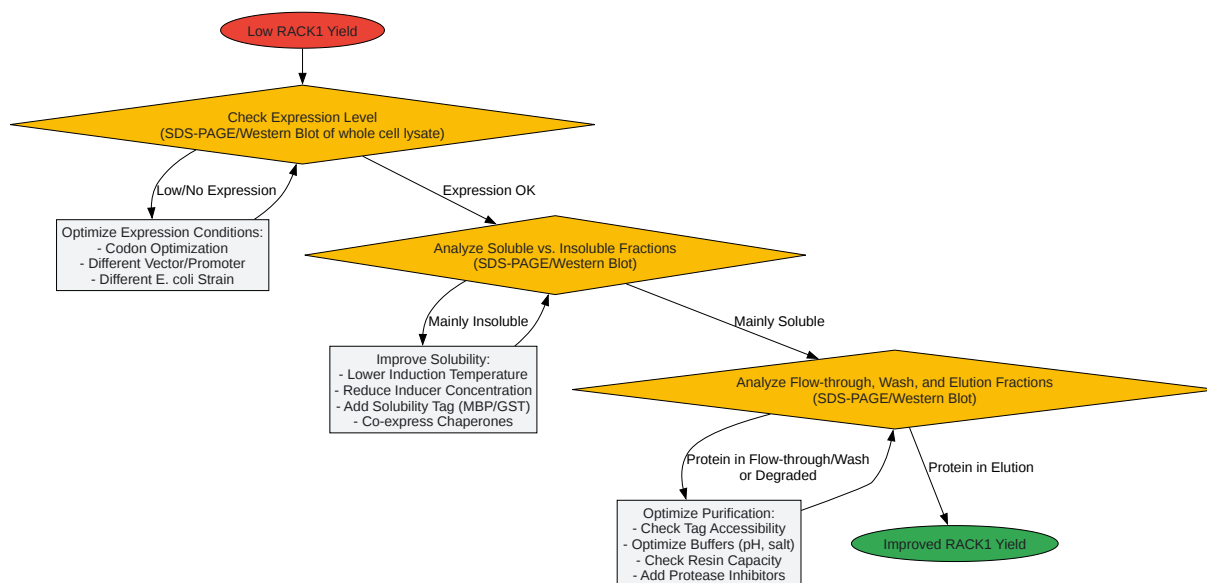 Low RACK1 Yield
Check Expression Level
(SDS-PAGE/Western Blot of whole cell lysate)
Low/No Expression
Expression OK
Optimize Expression Conditions:
- Codon Optimization
- Different Vector/Promoter
- Different E. coli Strain
Analyze Soluble vs. Insoluble Fractions
(SDS-PAGE/Western Blot)
Mainly Insoluble
Mainly Soluble
Improve Solubility:
- Lower Induction Temperature
- Reduce Inducer Concentration
- Add Solubility Tag (MBP/GST)
- Co-express Chaperones
Analyze Flow-through, Wash, and Elution Fractions
(SDS-PAGE/Western Blot)
Protein in Flow-through/Wash
or Degraded
Protein in Elution
Optimize Purification:
- Check Tag Accessibility
- Optimize Buffers (pH, salt)
- Check Resin Capacity
- Add Protease Inhibitors
Improved RACK1 Yield